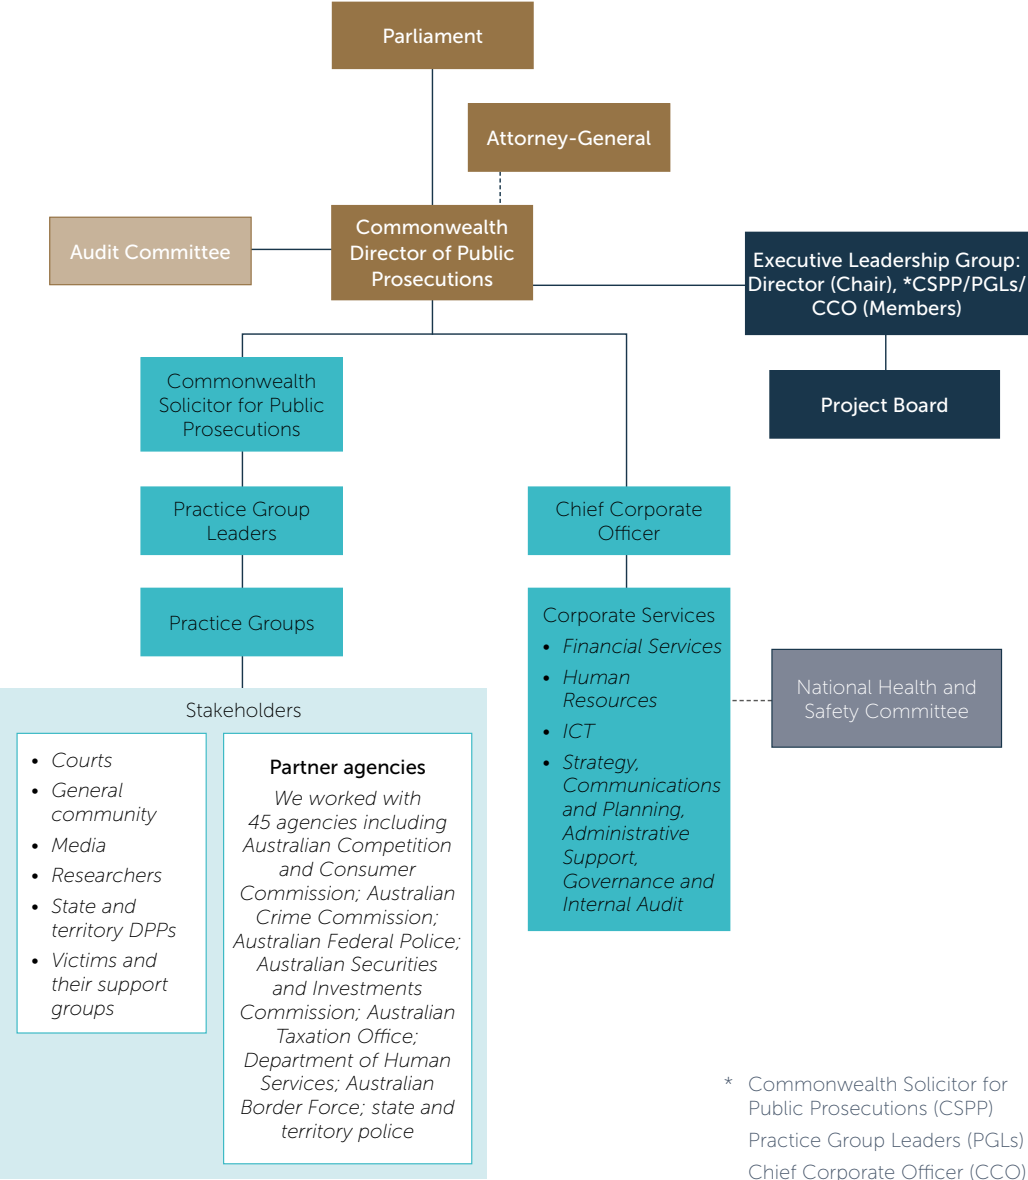 Parliament
Attorney-General
Audit Committee
Commonwealth
Director of Public
Prosecutions
Executive Leadership Group:
Director (Chair), *CSPP/PGLs/
CCO (Members)
Project Board
Commonwealth
Solicitor for Public
Prosecutions
Practice Group
Leaders
Chief Corporate
Officer
Practice Groups
Corporate Services
• Financial Services
• Human
Resources
• ICT
• Strategy,
Communications
and Planning,
Administrative
Support,
Governance and
Internal Audit
National Health and
Safety Committee
Stakeholders
• Courts
• General
community
• Media
• Researchers
• State and
territory DPPs
• Victims and
their support
groups
Partner agencies
We worked with
45 agencies including
Australian Competition
and Consumer
Commission; Australian
Crime Commission;
Australian Federal Police;
Australian Securities
and Investments
Commission; Australian
Taxation Office;
Department of Human
Services; Australian
Border Force; state and
territory police
* Commonwealth Solicitor for
Public Prosecutions (CSPP)
Practice Group Leaders (PGLs)
Chief Corporate Officer (CCO)